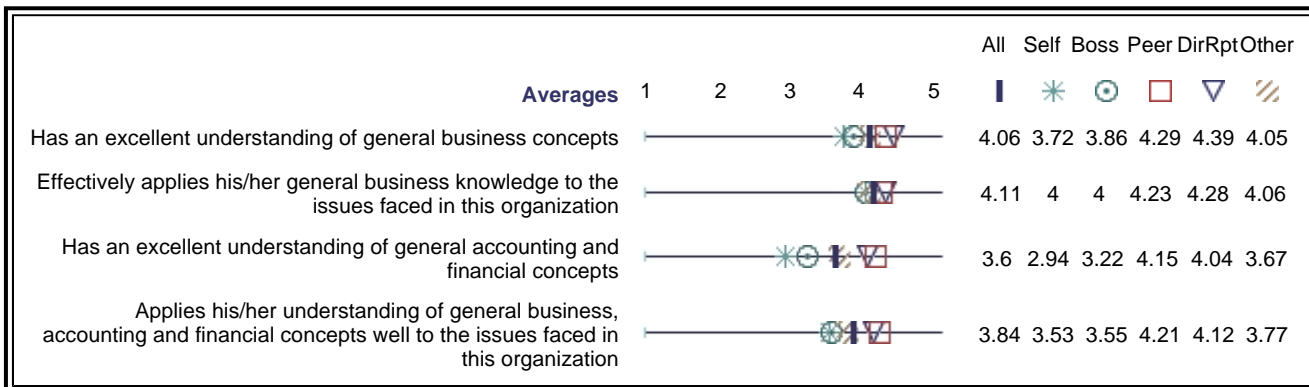 All Self Boss Peer DirRpt Other
Averages 1 2 3 4 5
Has an excellent understanding of general business concepts 4.06 3.72 3.86 4.29 4.39 4.05
Effectively applies his/her general business knowledge to the
issues faced in this organization 4.11 4 4 4.23 4.28 4.06
Has an excellent understanding of general accounting and
financial concepts 3.6 2.94 3.22 4.15 4.04 3.67
Applies his/her understanding of general business,
accounting and financial concepts well to the issues faced in 3.84 3.53 3.55 4.21 4.12 3.77
this organization